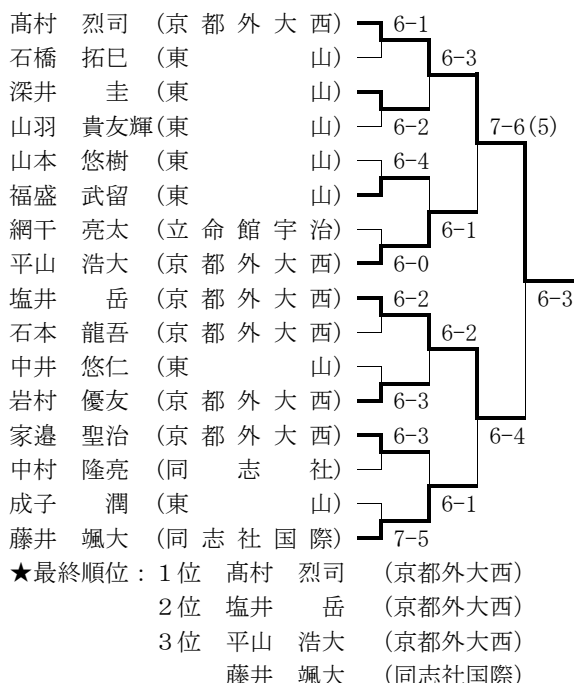 髙村 烈司 (京都外大西) 6-1
石橋 拓巳 (東山) 6-3
深井 圭 (東山)
山羽 貴友輝(東山) 6-2 7-6(5)
山本 悠樹 (東山) 6-4
福盛 武留 (東山)
網干 亮太 (立命館宇治) 6-1
平山 浩大 (京都外大西) 6-0
塩井 岳 (京都外大西) 6-2 6-3
石本 龍吾 (京都外大西) 6-2
中井 悠仁 (東山)
岩村 優友 (京都外大西) 6-3
家邉 聖治 (京都外大西) 6-3 6-4
中村 隆亮 (同志社)
成子 潤 (東山) 6-1
藤井 颯大 (同志社国際) 7-5
★最終順位:1位 髙村 烈司 (京都外大西)
2位 塩井 岳 (京都外大西)
3位 平山 浩大 (京都外大西)
藤井 颯大 (同志社国際)